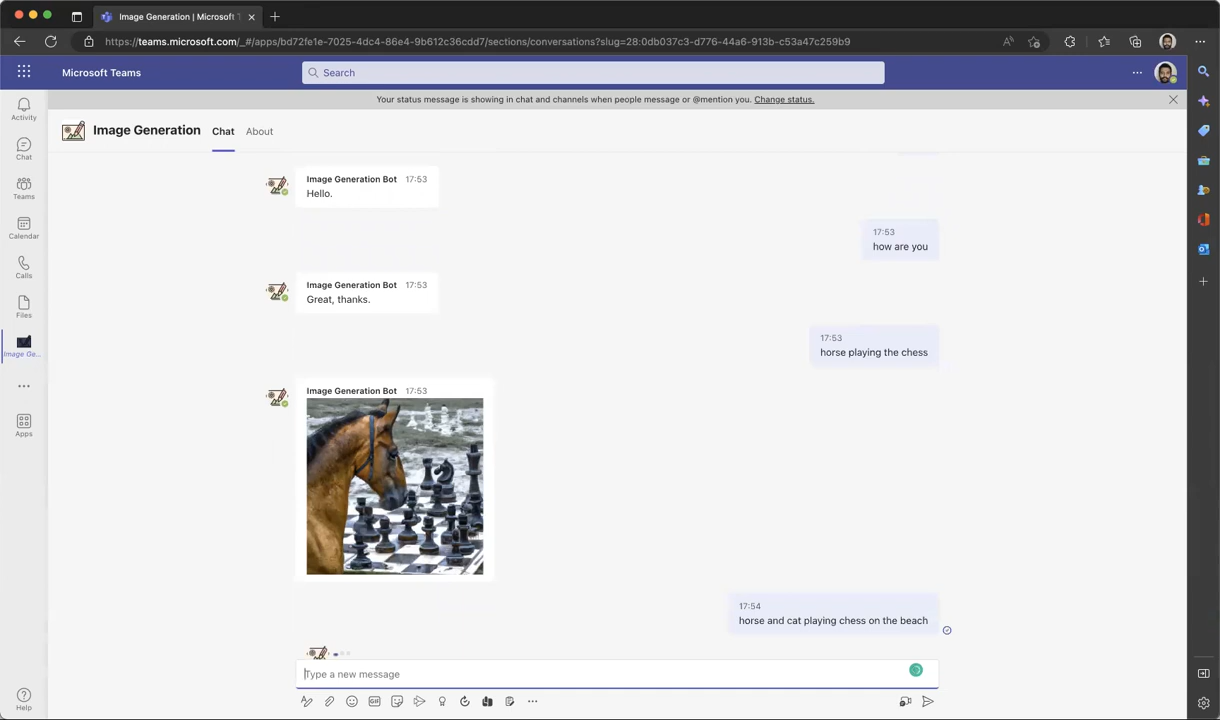 Image Generation | Microsoft T
https://teams.microsoft.com/_#/apps/bd72fe1e-7025-4dc4-86e4-9b612c36cdd7/sections/conversations?slug=28:0db037c3-d776-44a6-913b-c53a47c259b9
Microsoft Teams
Search
Your status message is showing in chat and channels when people message or @mention you. Change status.
Activity
Chat
Teams
Calendar
Calls
Files
Image Ge...
Apps
Help
Image Generation
Chat
About
Image Generation Bot 17:53
Hello.
17:53
how are you
Image Generation Bot 17:53
Great, thanks.
17:53
horse playing the chess
Image Generation Bot 17:53
17:54
horse and cat playing chess on the beach
Type a new message
GIF